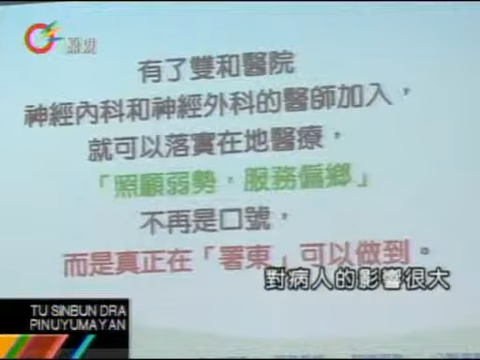 有了雙和醫院
神經內科和神經外科的醫師加入，
就可以落實在地醫療。
「照顧弱勢，服務偏鄉」
不再是口號，
而是真正在「署東」可以做到。
對病人的影響很大
TU SINBUN DRA
PINUYUMAYAN